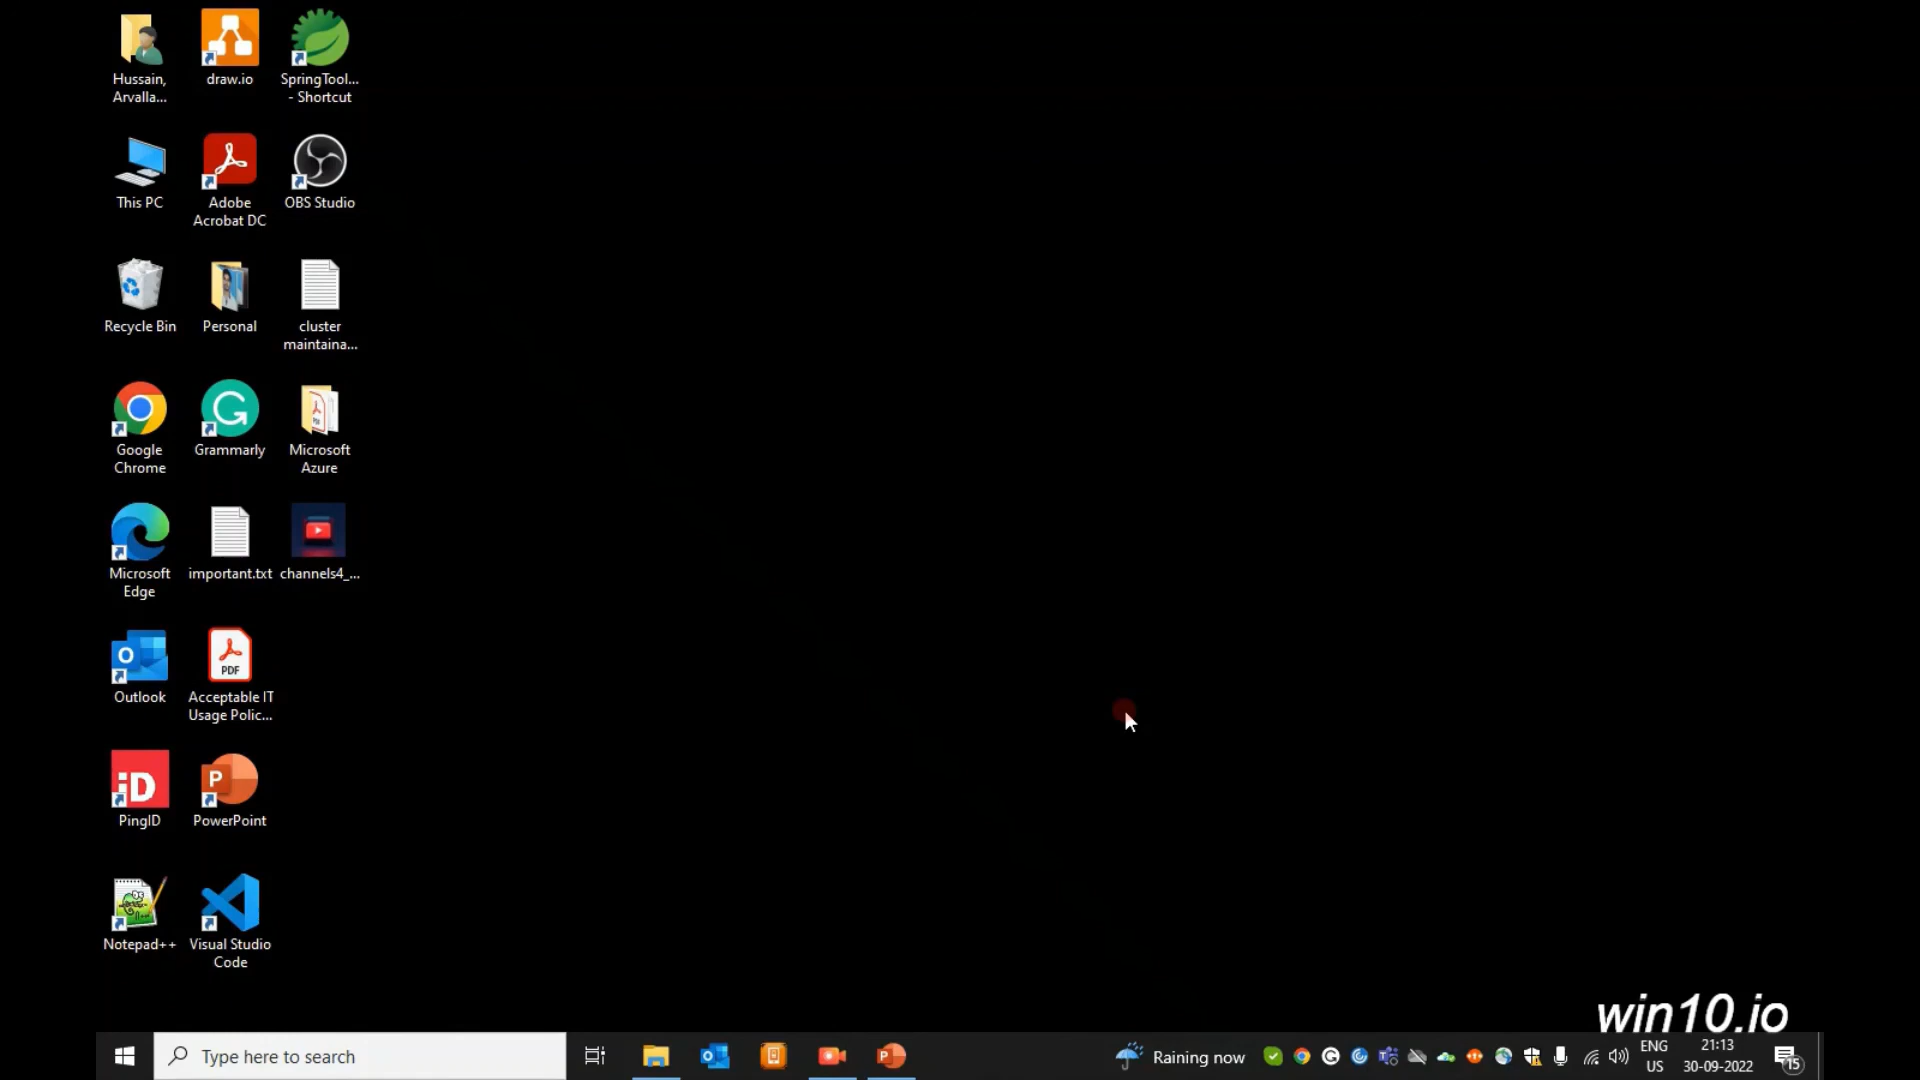 Hussain,
Arvalla...
draw.io
SpringTool...
- Shortcut
This PC
Adobe
Acrobat DC
OBS Studio
Recycle Bin
Personal
cluster
maintaina...
Google
Chrome
Grammarly
Microsoft
Azure
Microsoft
Edge
important.txt
channels4_...
Outlook
PDF
Acceptable IT
Usage Polic...
PingID
PowerPoint
Notepad++
Visual Studio
Code
win10.io
Type here to search
Raining now
ENG
US
21:13
30-09-2022
15